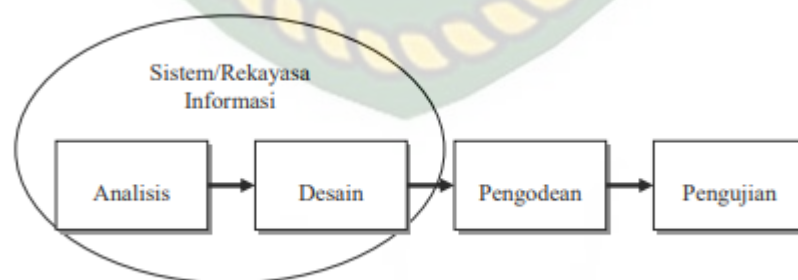 Sistem/Rekayasa
Informasi
Analisis
Desain
Pengodean
Pengujian